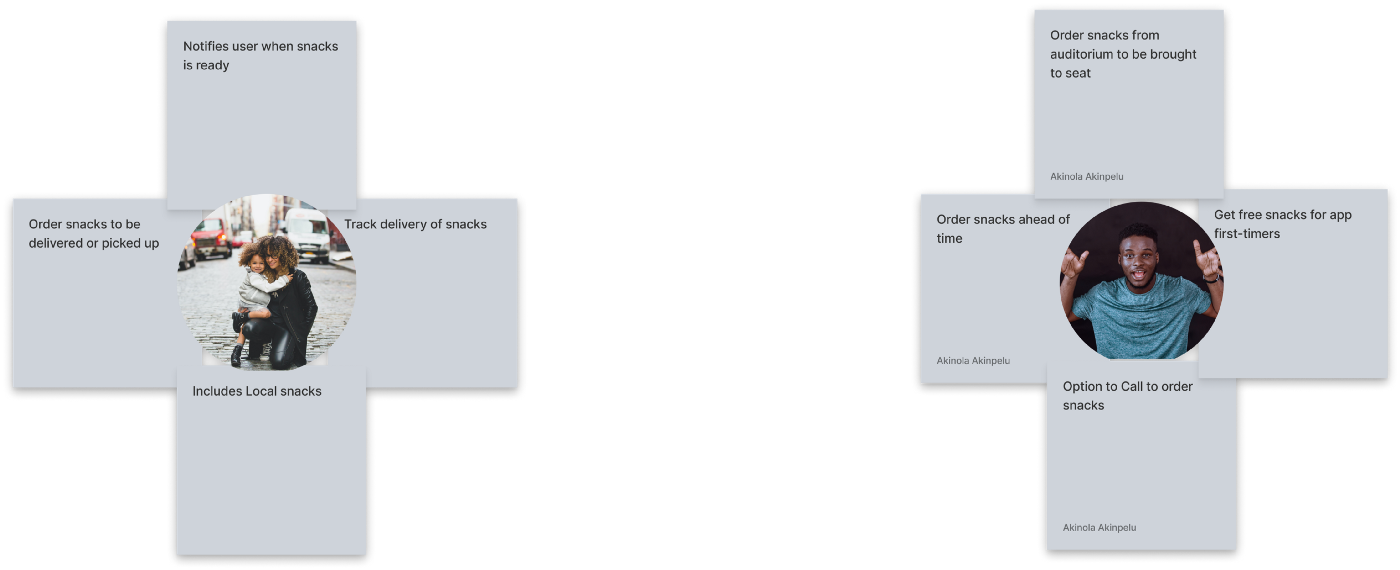 Notifies user when snacks
is ready
Order snacks to be
delivered or picked up
Track delivery of snacks
Includes Local snacks
Order snacks from
auditorium to be brought
to seat
Akinola Akinpelu
Order snacks ahead of
time
Akinola Akinpelu
Get free snacks for app
first-timers
Option to Call to order
snacks
Akinola Akinpelu